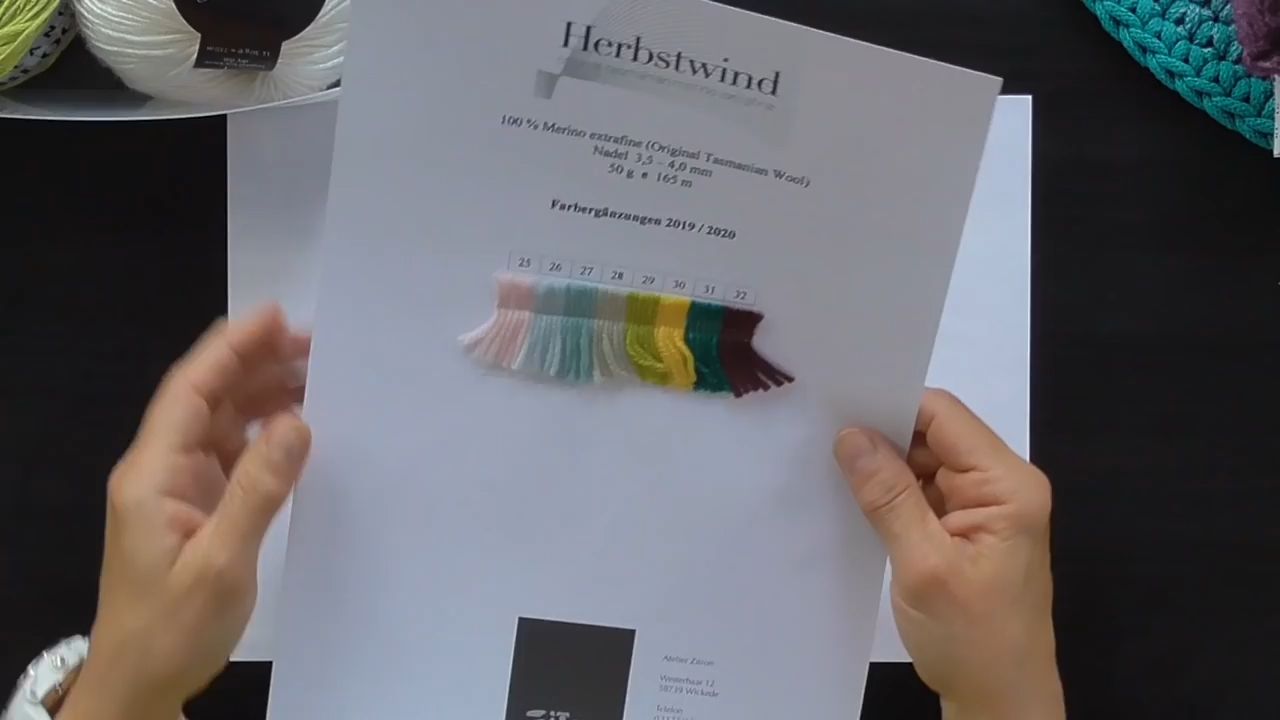 Herbstwind
100 % Merino extrafine (Original Tasmanian Wool)
Nadel 3,5 - 4,0 mm
50 g e 165 m
Farbergänzungen 2019 / 2020
25 26 27 28 29 30 31 32
Atelier Zitron
Westerhaar 12
58739 Wickede
Telefon